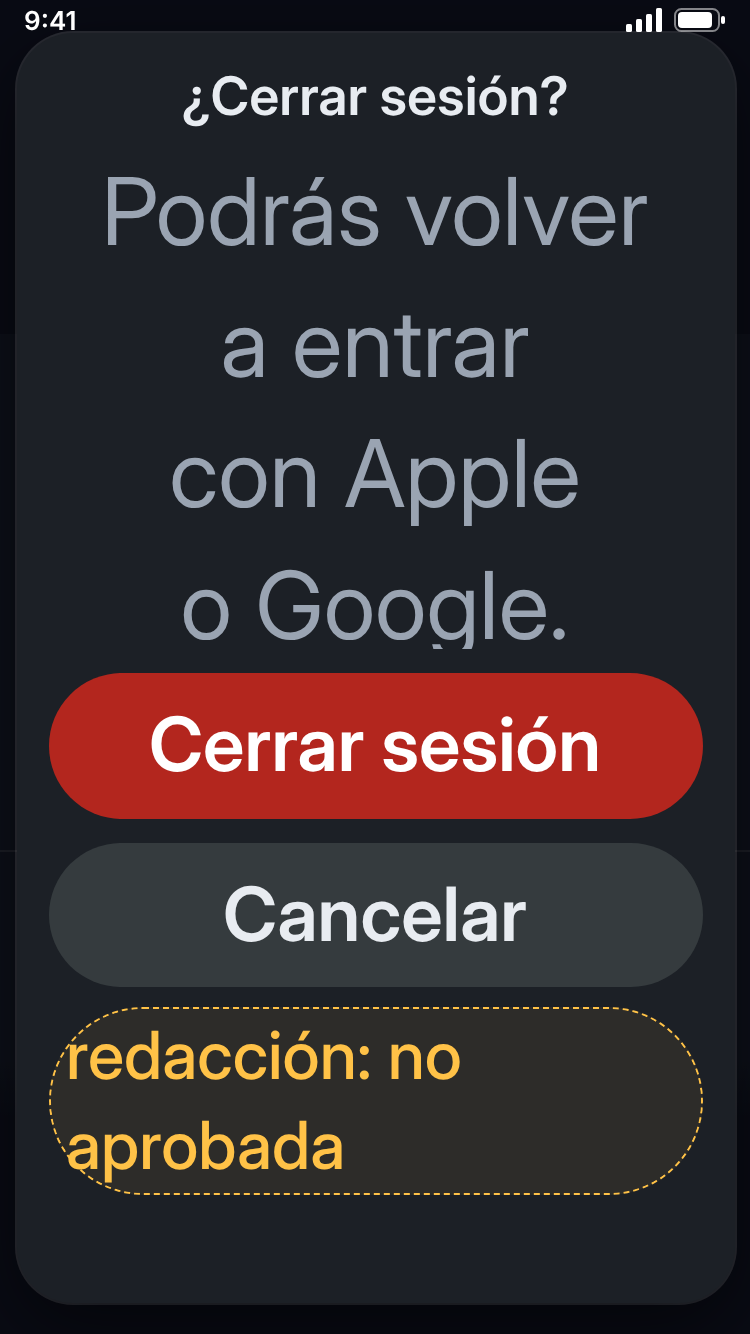 9:41
¿Cerrar sesión?
Podrás volver
a entrar
con Apple
o Google.
Cerrar sesión
Cancelar
redacción: no
aprobada